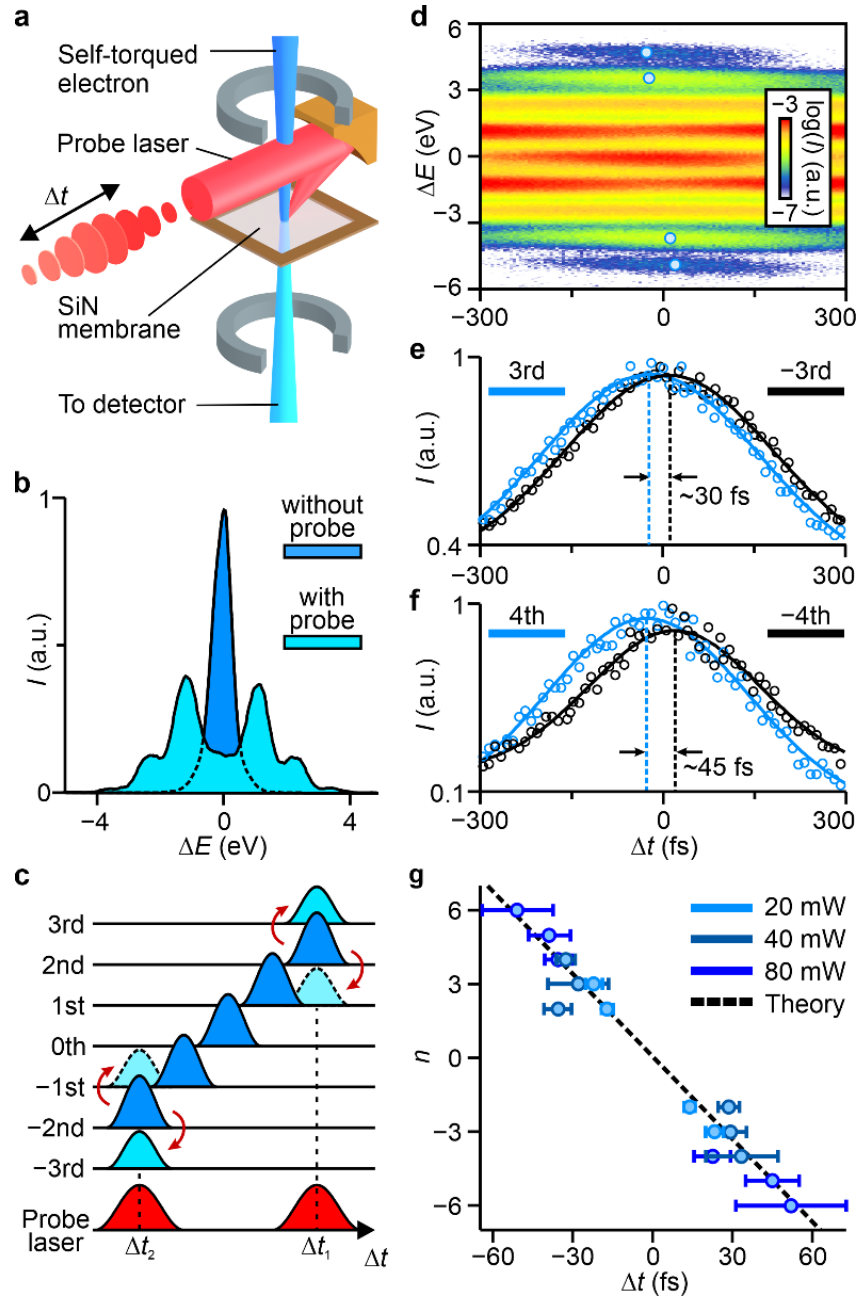 a
Self-torqued
electron
Probe laser
Δt
SiN
membrane
To detector
b
1
I (a.u.)
0
−4
0
4
ΔE (eV)
without
probe
with
probe
c
3rd
2nd
1st
0th
−1st
−2nd
−3rd
Probe
laser
Δt₂
Δt₁
Δt
d
6
3
0
−3
−6
ΔE (eV)
−3
−7
log(I) (a.u.)
−300
0
300
e
1
3rd
−3rd
I (a.u.)
~30 fs
0.4
−300
0
300
f
1
4th
−4th
I (a.u.)
~45 fs
0.1
−300
0
300
Δt (fs)
g
n
6
3
0
−3
−6
20 mW
40 mW
80 mW
Theory
−60
−30
0
30
60
Δt (fs)